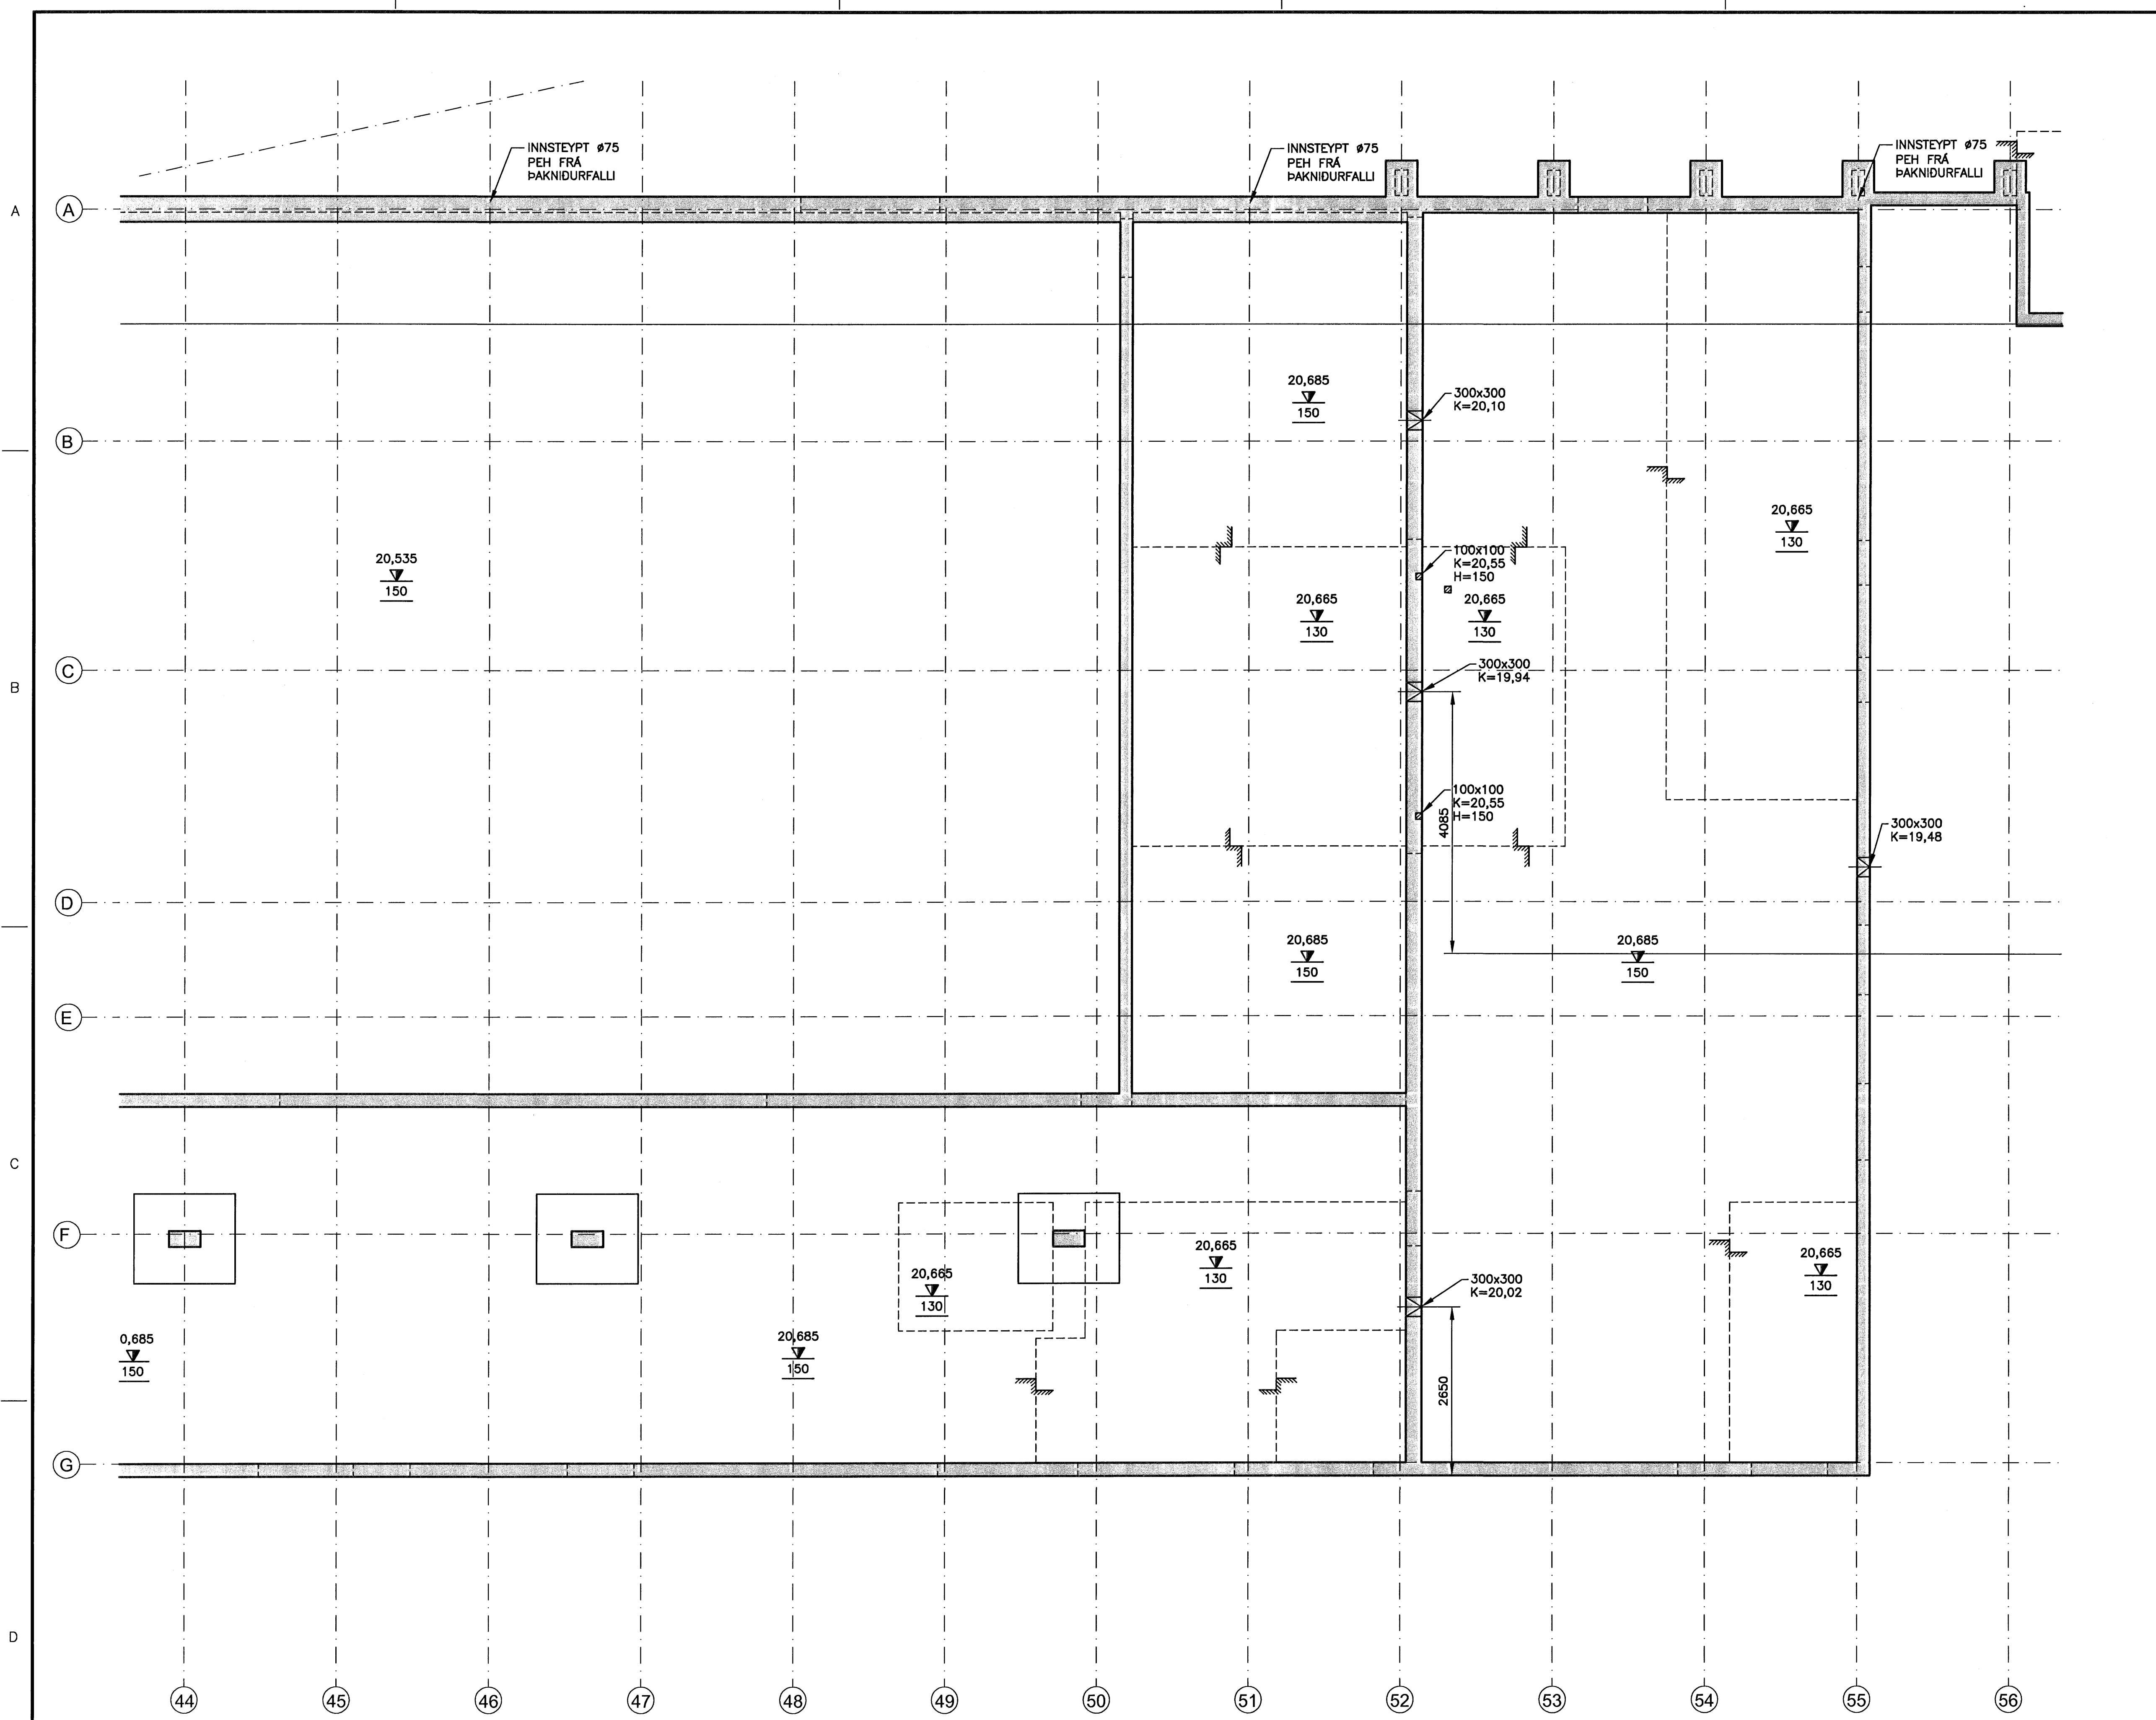 INNSTEYPT ø75
PEH FRÁ
ÞAKNIÐURFALLI
INNSTEYPT ø75
PEH FRÁ
ÞAKNIÐURFALLI
INNSTEYPT ø75
PEH FRÁ
ÞAKNIÐURFALLI
A
A
20,685
150
300x300
K=20,10
B
20,665
130
20,535
150
100x100
K=20,55
H=150
20,665
130
20,665
130
C
300x300
K=19,94
B
100x100
K=20,55
H=150
4085
300x300
K=19,48
D
20,685
150
20,685
150
E
C
F
20,665
130
20,665
130
20,665
130
300x300
K=20,02
0,685
150
20,685
150
2650
G
D
44
45
46
47
48
49
50
51
52
53
54
55
56